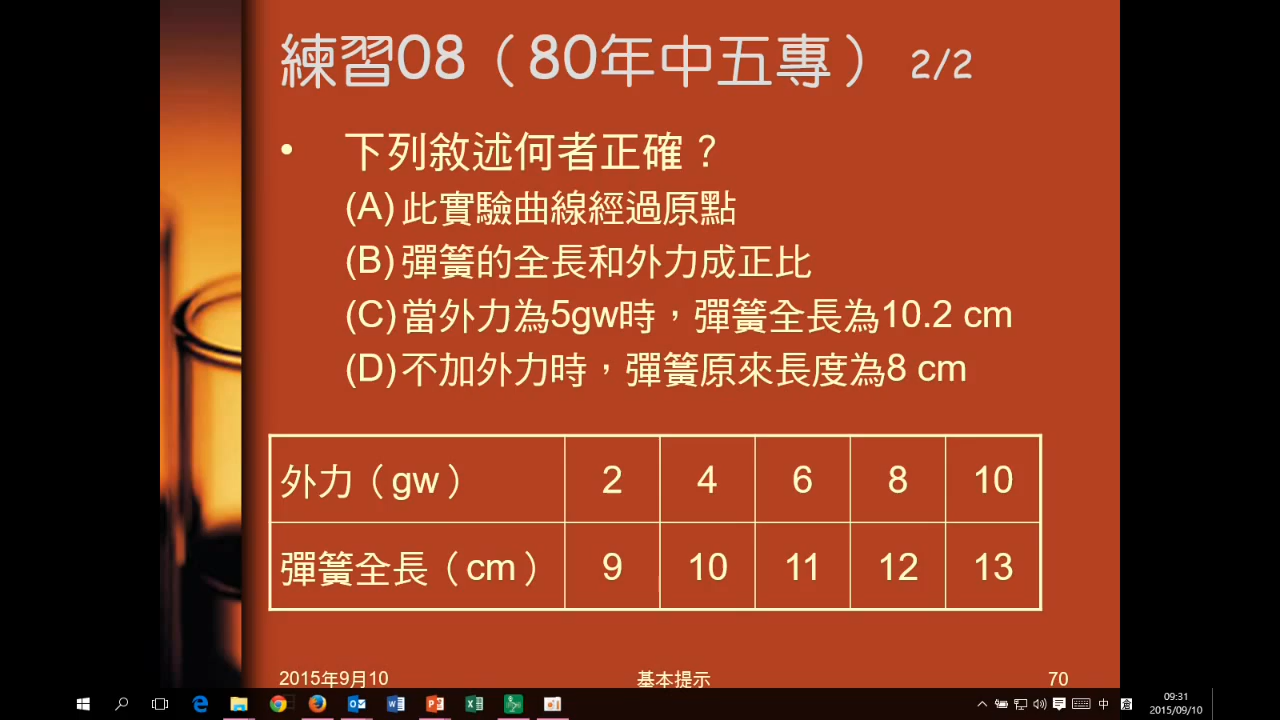 練習08（80年中五專） 2/2
• 下列敘述何者正確？
(A)此實驗曲線經過原點
(B)彈簧的全長和外力成正比
(C)當外力為5gw時，彈簧全長為10.2 cm
(D)不加外力時，彈簧原來長度為8 cm
外力（gw） 2 4 6 8 10
彈簧全長（cm） 9 10 11 12 13
2015年9月10 基本提示 70
中 09:31
2015/09/10